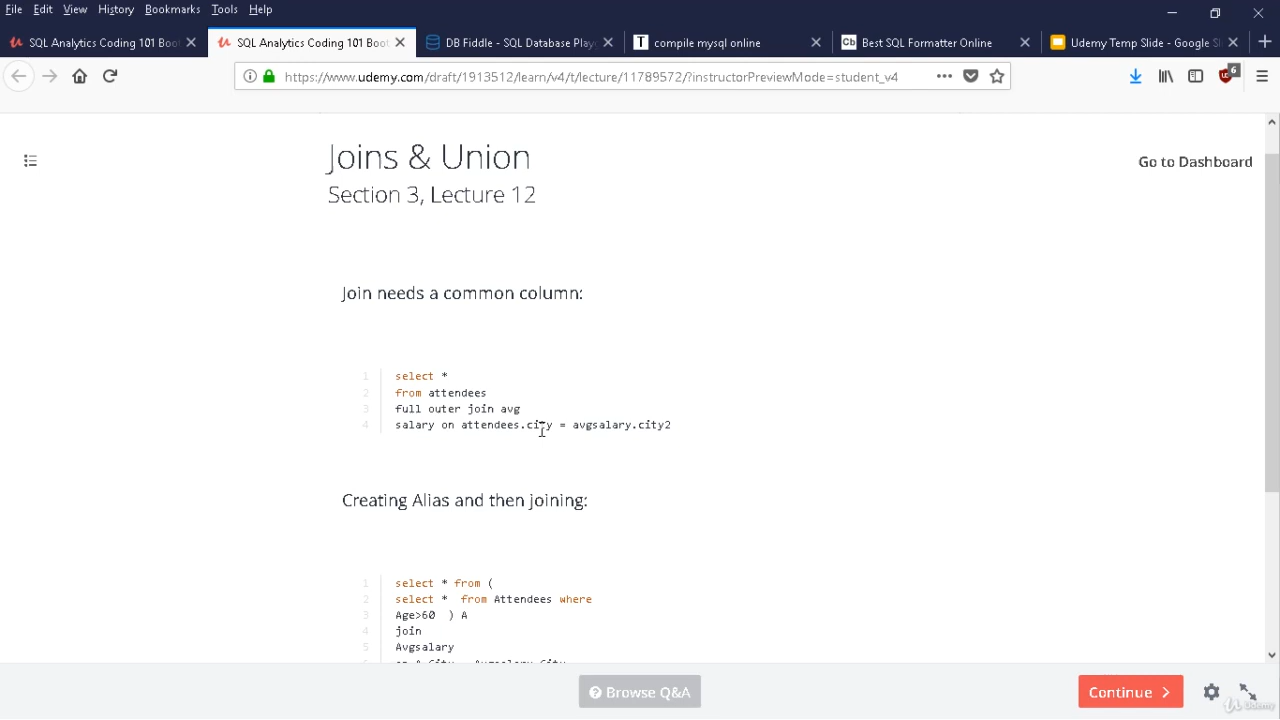 File Edit View History Bookmarks Tools Help
SQL Analytics Coding 101 Boot
SQL Analytics Coding 101 Boot
DB Fiddle - SQL Database Play
compile mysql online
Best SQL Formatter Online
Udemy Temp Slide - Google S
https://www.udemy.com/draft/1913512/learn/v4/t/lecture/11789572/?instructorPreviewMode=student_v4
6
Joins & Union
Go to Dashboard
Section 3, Lecture 12
Join needs a common column:
1 select *
2 from attendees
3 full outer join avg
4 salary on attendees.city = avgsalary.city2
Creating Alias and then joining:
1 select * from (
2 select * from Attendees where
3 Age>60 ) A
4 join
5 Avgsalary
Browse Q&A
Continue
Udemy